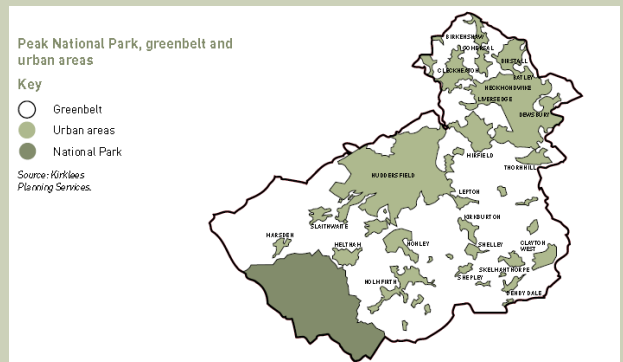 Peak National Park, greenbelt and
urban areas
Key
Greenbelt
Urban areas
National Park
Source: Kirklees
Planning Services.
BIRKENSHAW
GOMERSAL
BIRSTALL
CLECKHEATON
BATLEY
HECKMONDWIKE
LIVERSEDGE
DEWSBURY
MIRFIELD
THORNHILL
HUDDERSFIELD
LEPTON
KIRKBURTON
SLAITHWAITE
MARSDEN
MELTHAM
HONLEY
SHELLEY
CLAYTON
WEST
SKELMANTHORPE
SHEPLEY
HOLMFIRTH
DENBY DALE